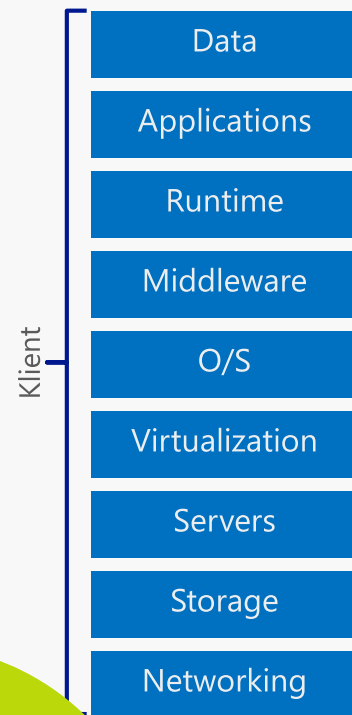 Data
Applications
Runtime
Middleware
O/S
Virtualization
Servers
Storage
Networking
Klient